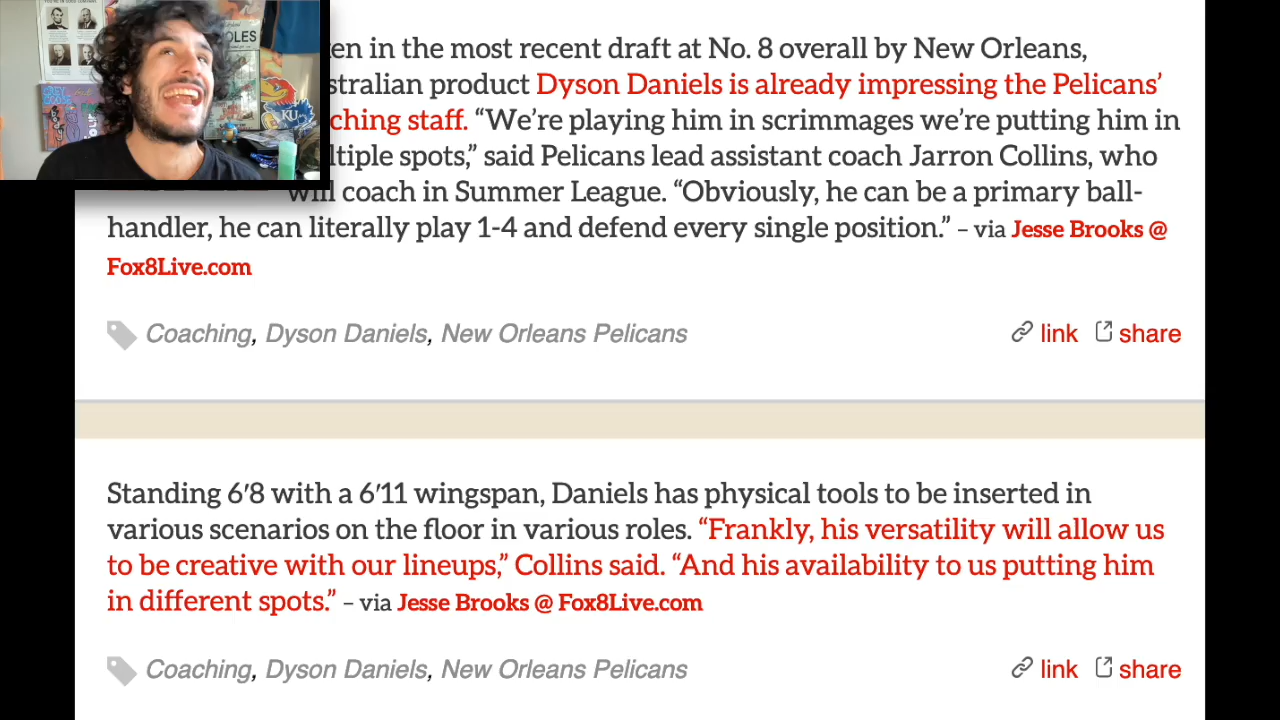 OLES
GREY
GOOSE
KU
en in the most recent draft at No. 8 overall by New Orleans,
stralian product Dyson Daniels is already impressing the Pelicans’
ching staff. “We’re playing him in scrimmages we’re putting him in
ltiple spots,” said Pelicans lead assistant coach Jarron Collins, who
will coach in Summer League. “Obviously, he can be a primary ball-
handler, he can literally play 1-4 and defend every single position.” – via Jesse Brooks @
Fox8Live.com
Coaching, Dyson Daniels, New Orleans Pelicans link share
Standing 6′8 with a 6′11 wingspan, Daniels has physical tools to be inserted in
various scenarios on the floor in various roles. “Frankly, his versatility will allow us
to be creative with our lineups,” Collins said. “And his availability to us putting him
in different spots.” – via Jesse Brooks @ Fox8Live.com
Coaching, Dyson Daniels, New Orleans Pelicans link share